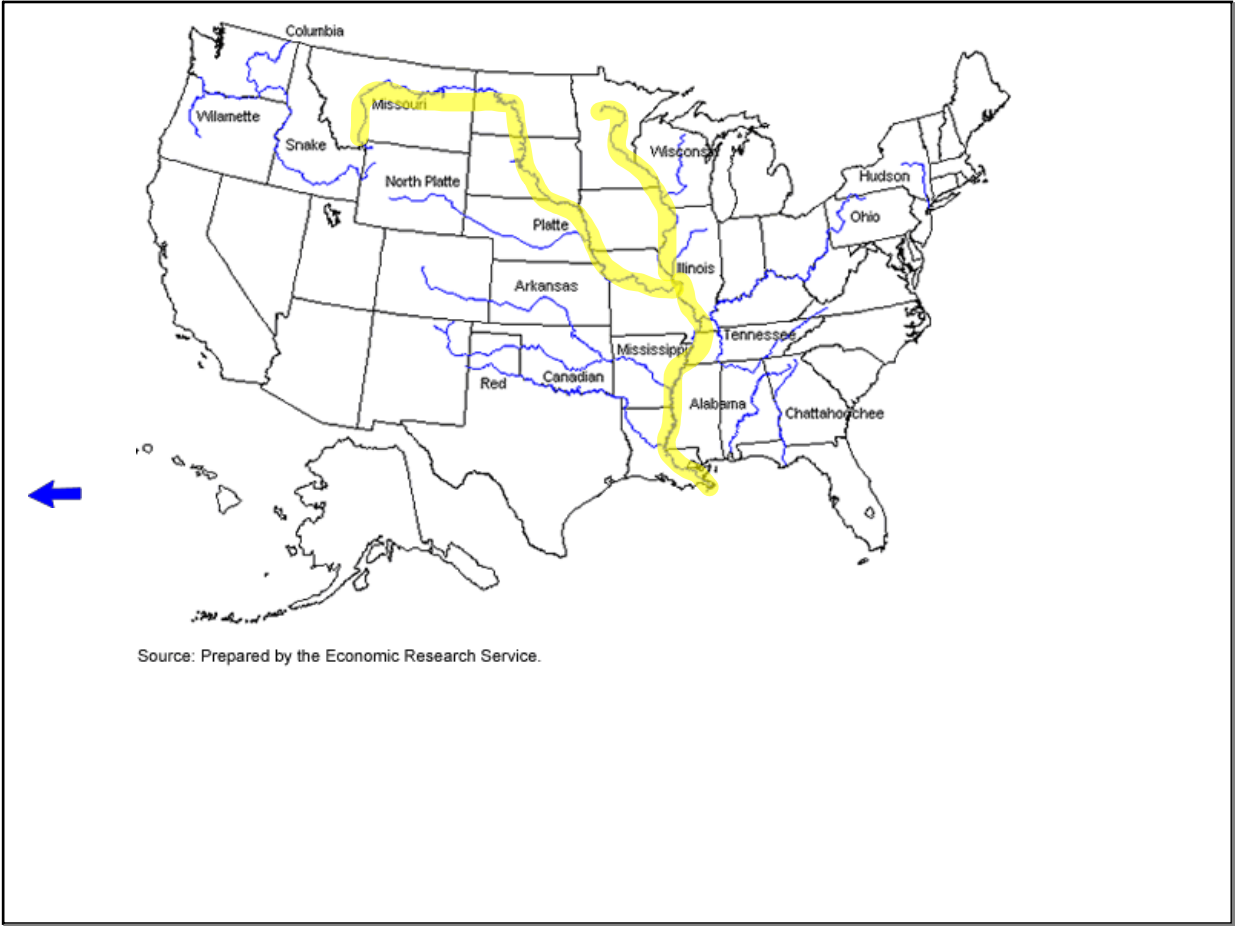 Columbia
Missouri
Wilamette
Snake
Wisconsin
North Platte
Hudson
Platte
Ohio
Illinois
Arkansas
Tennessee
Mississippi
Red
Canadian
Alabama
Chattahoochee
Source: Prepared by the Economic Research Service.